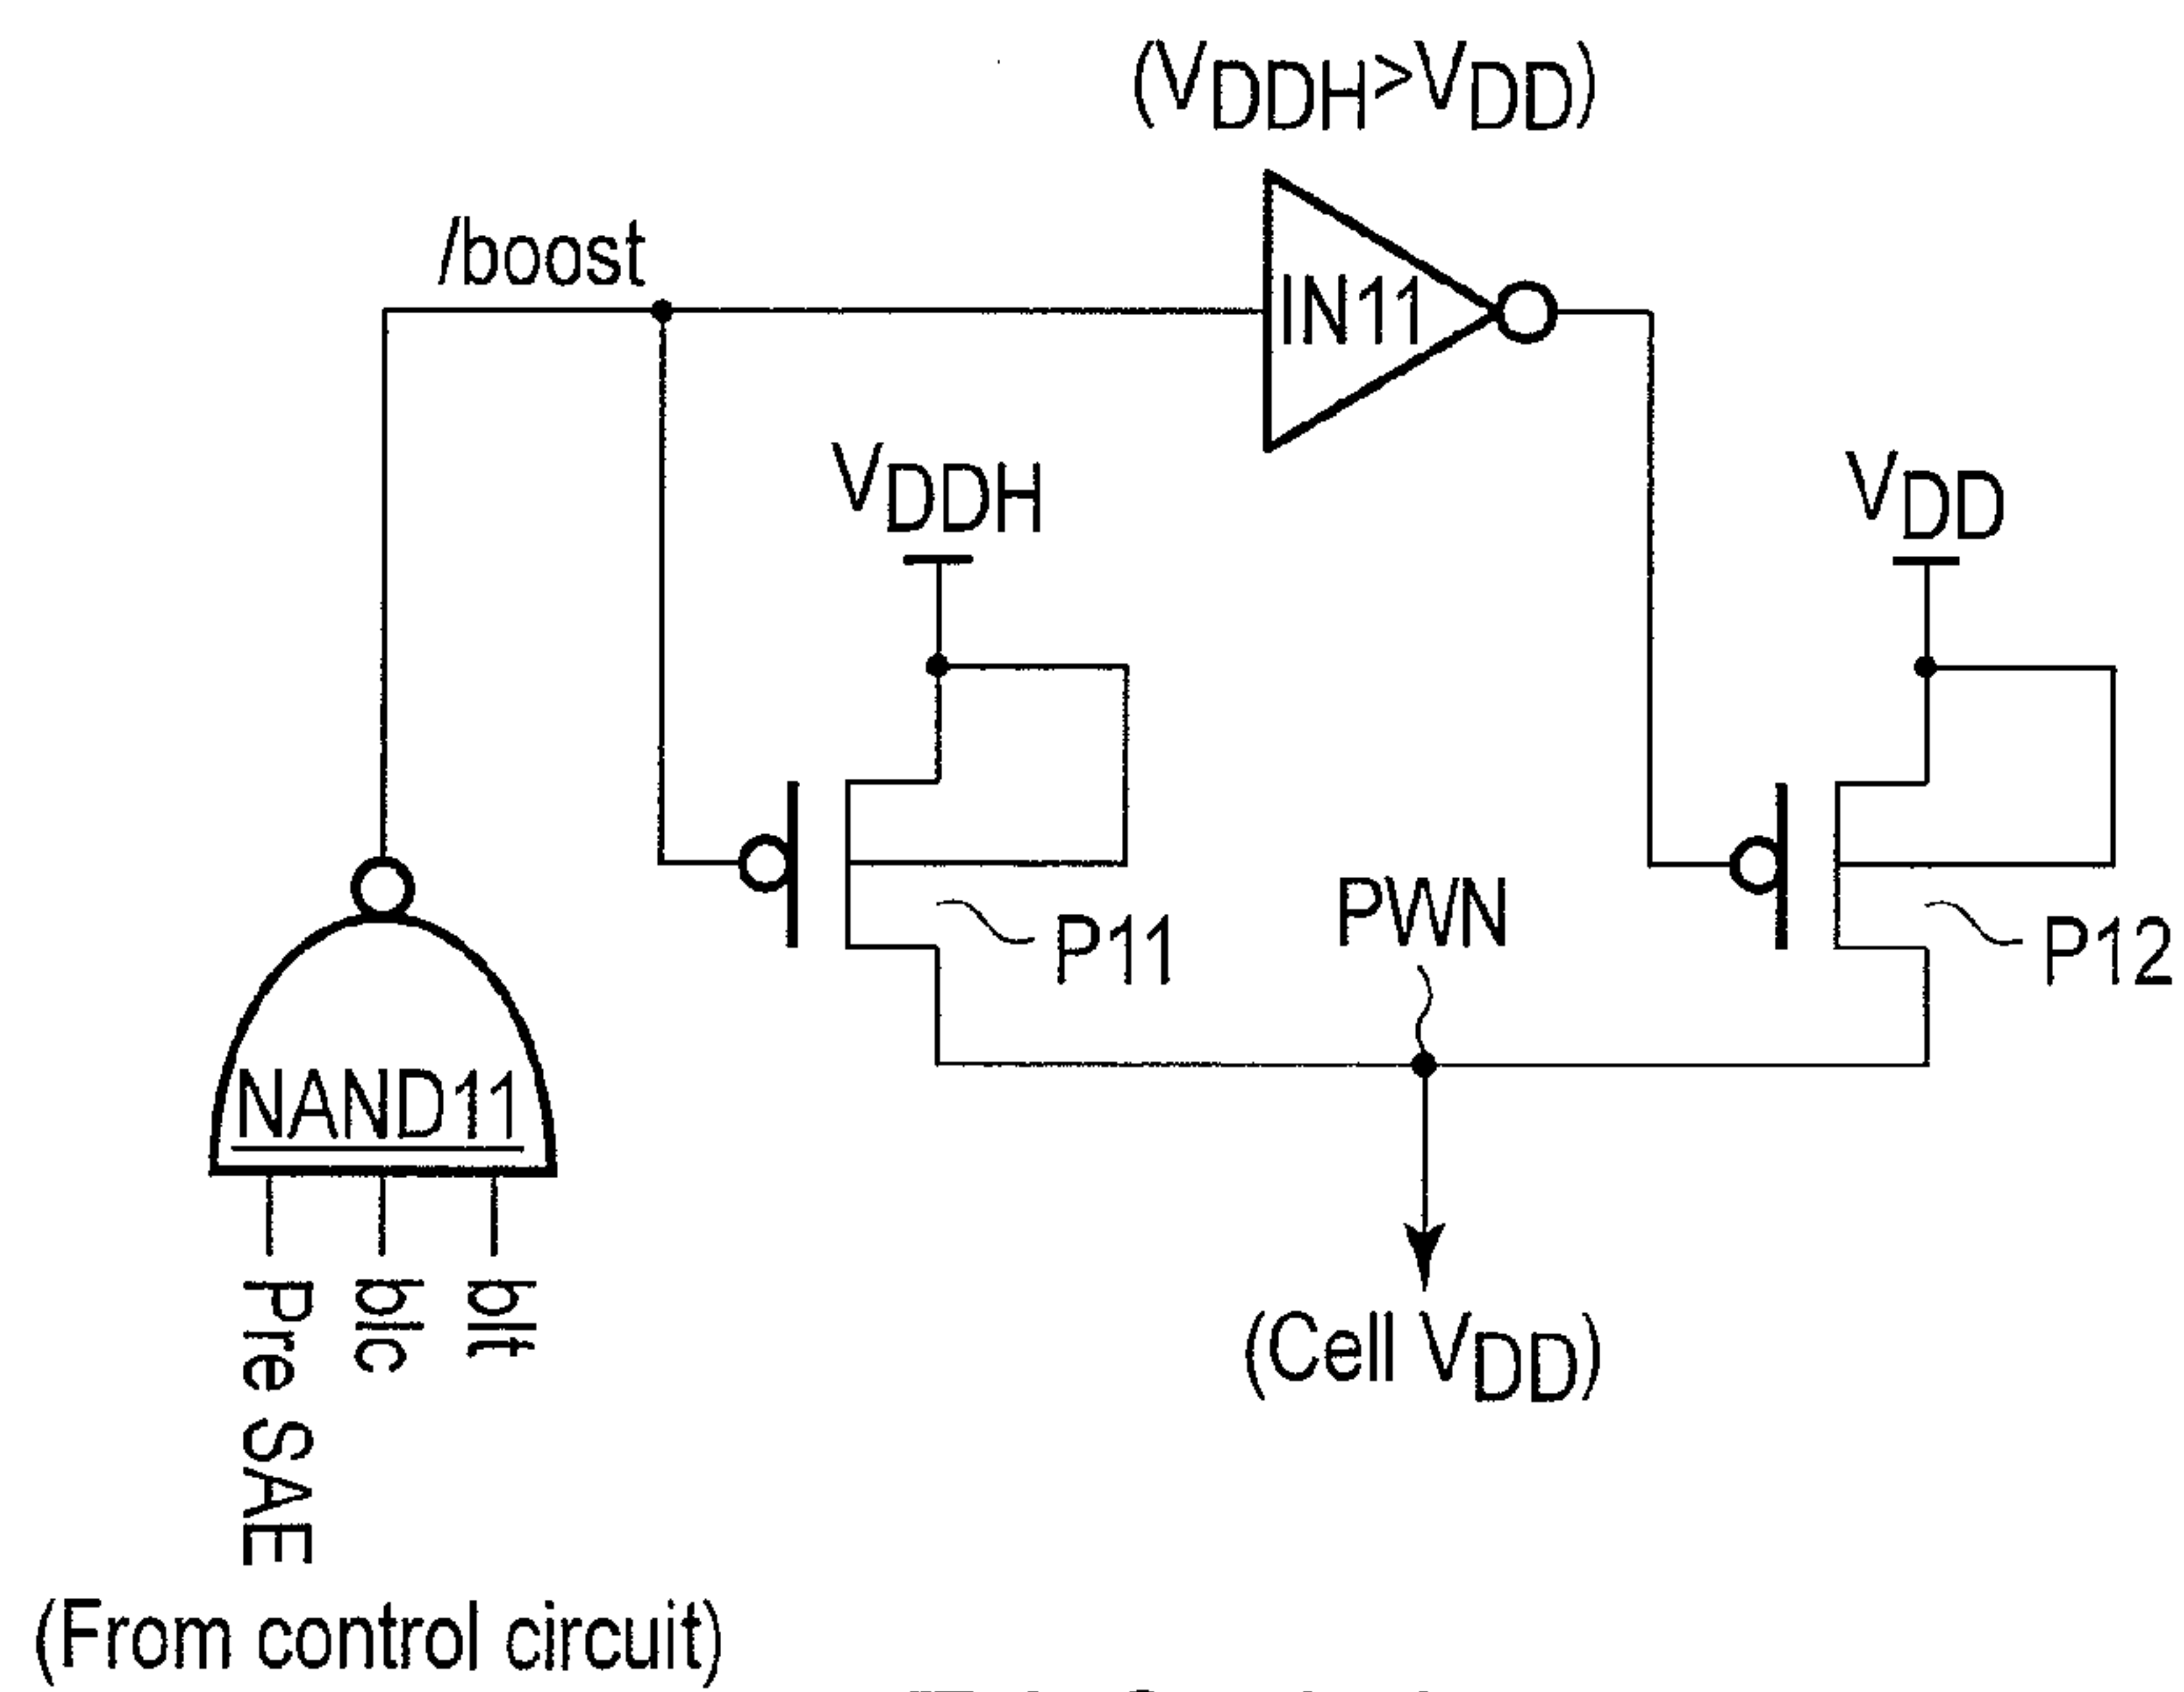 (VDDH>VDD)
/boost
IN11
VDDH
VDD
P11
PWN
P12
NAND11
Pre SAE
blc
blt
(Cell VDD)
(From control circuit)